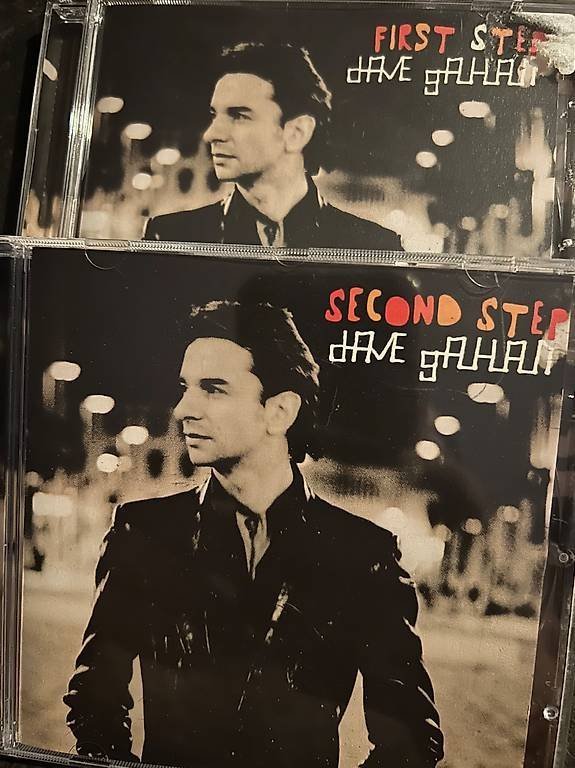 FIRST STEP
dAVE gAHAN
SECOND STEP
dAVE gAHAN